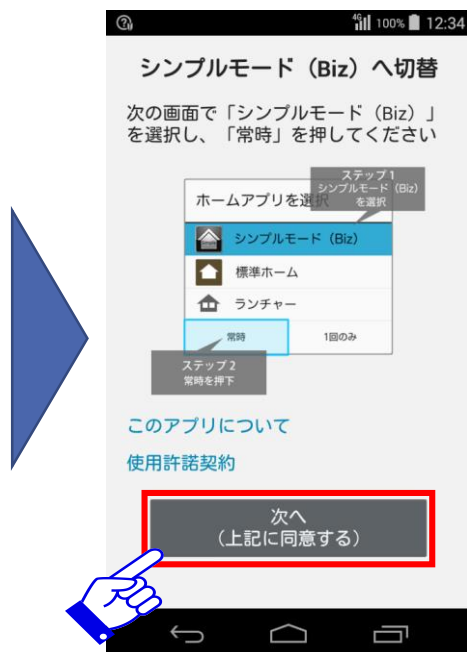 4G 100% 12:34
シンプルモード（Biz）へ切替
次の画面で「シンプルモード（Biz）」
を選択し、「常時」を押してください
ステップ1
シンプルモード（Biz）
を選択
ホームアプリを選択
シンプルモード（Biz）
標準ホーム
ランチャー
常時 1回のみ
ステップ2
常時を押下
このアプリについて
使用許諾契約
次へ
（上記に同意する）